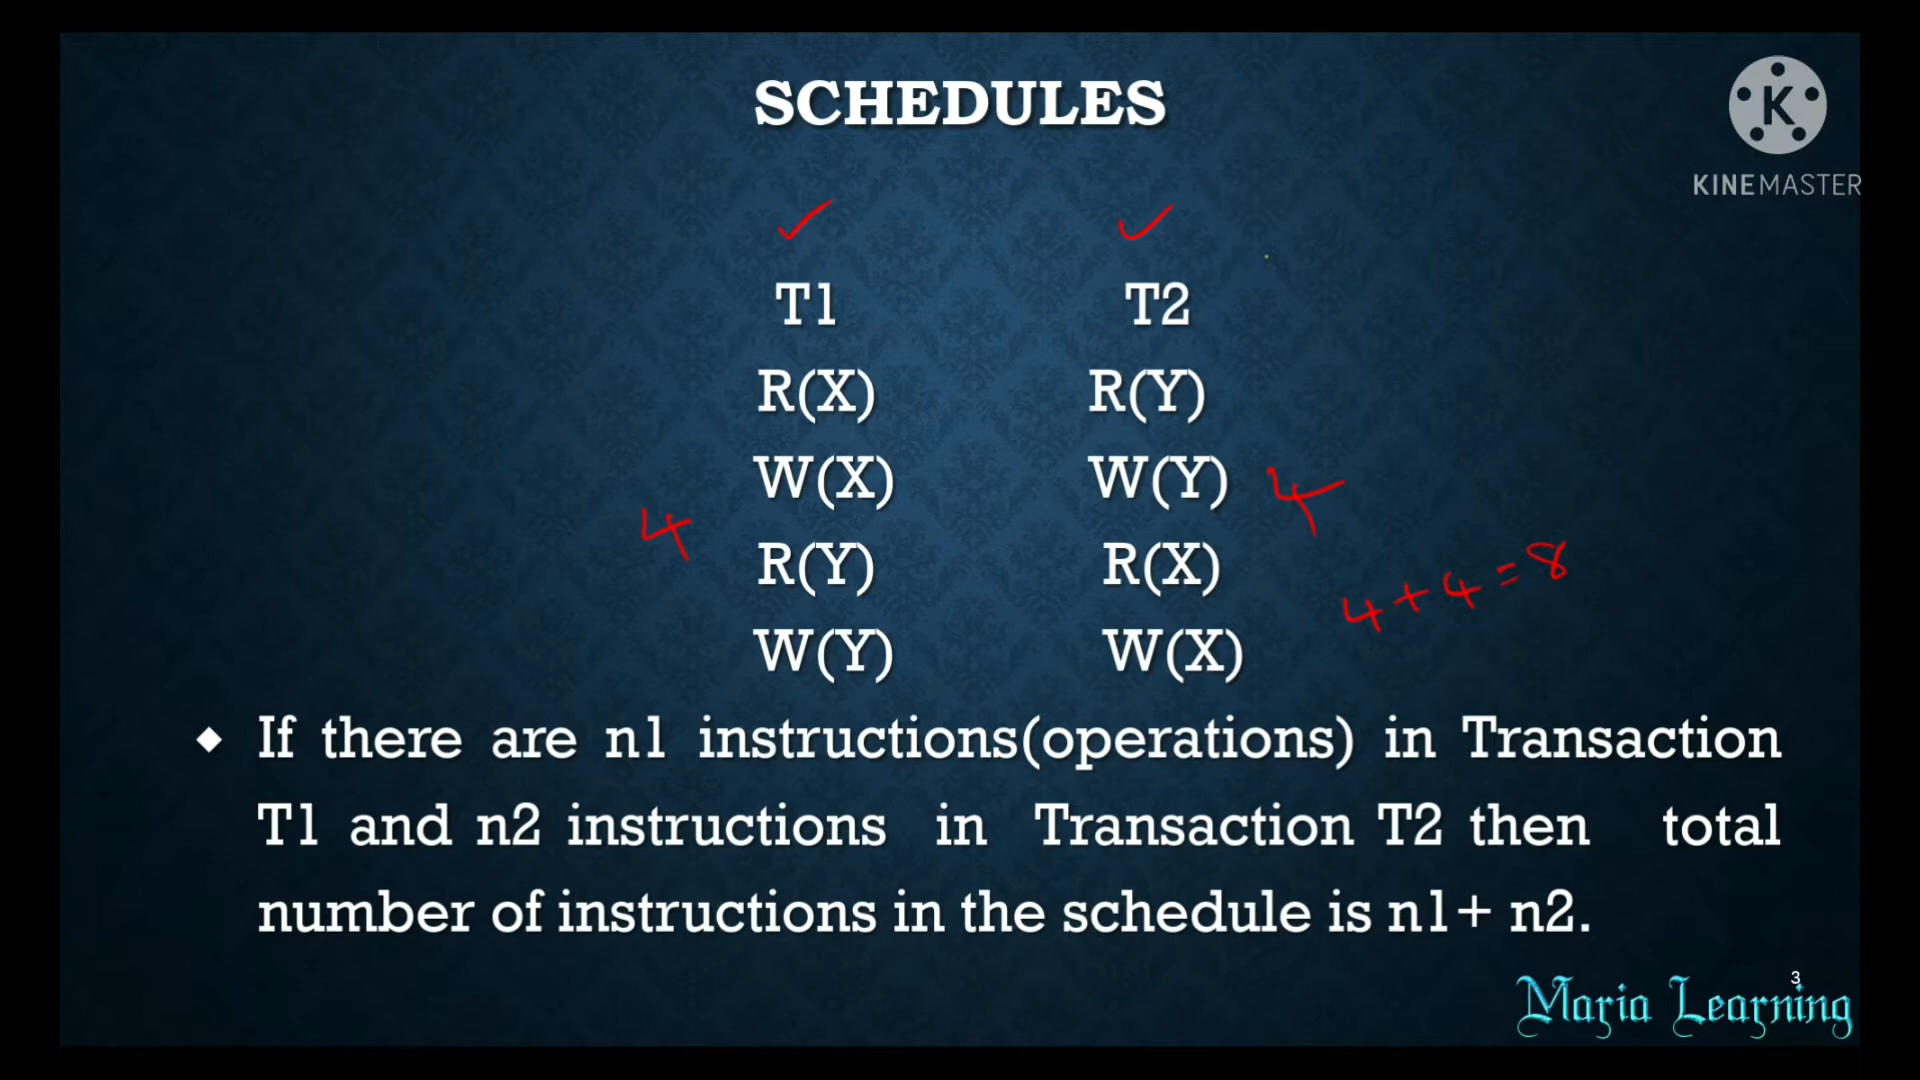 SCHEDULES
K
KINEMASTER
T1 T2
R(X) R(Y)
W(X) W(Y) 4
4 R(Y) R(X)
4+4=8
W(Y) W(X)
◆ If there are n1 instructions(operations) in Transaction
T1 and n2 instructions in Transaction T2 then total
number of instructions in the schedule is n1+ n2.
3
Maria Learning